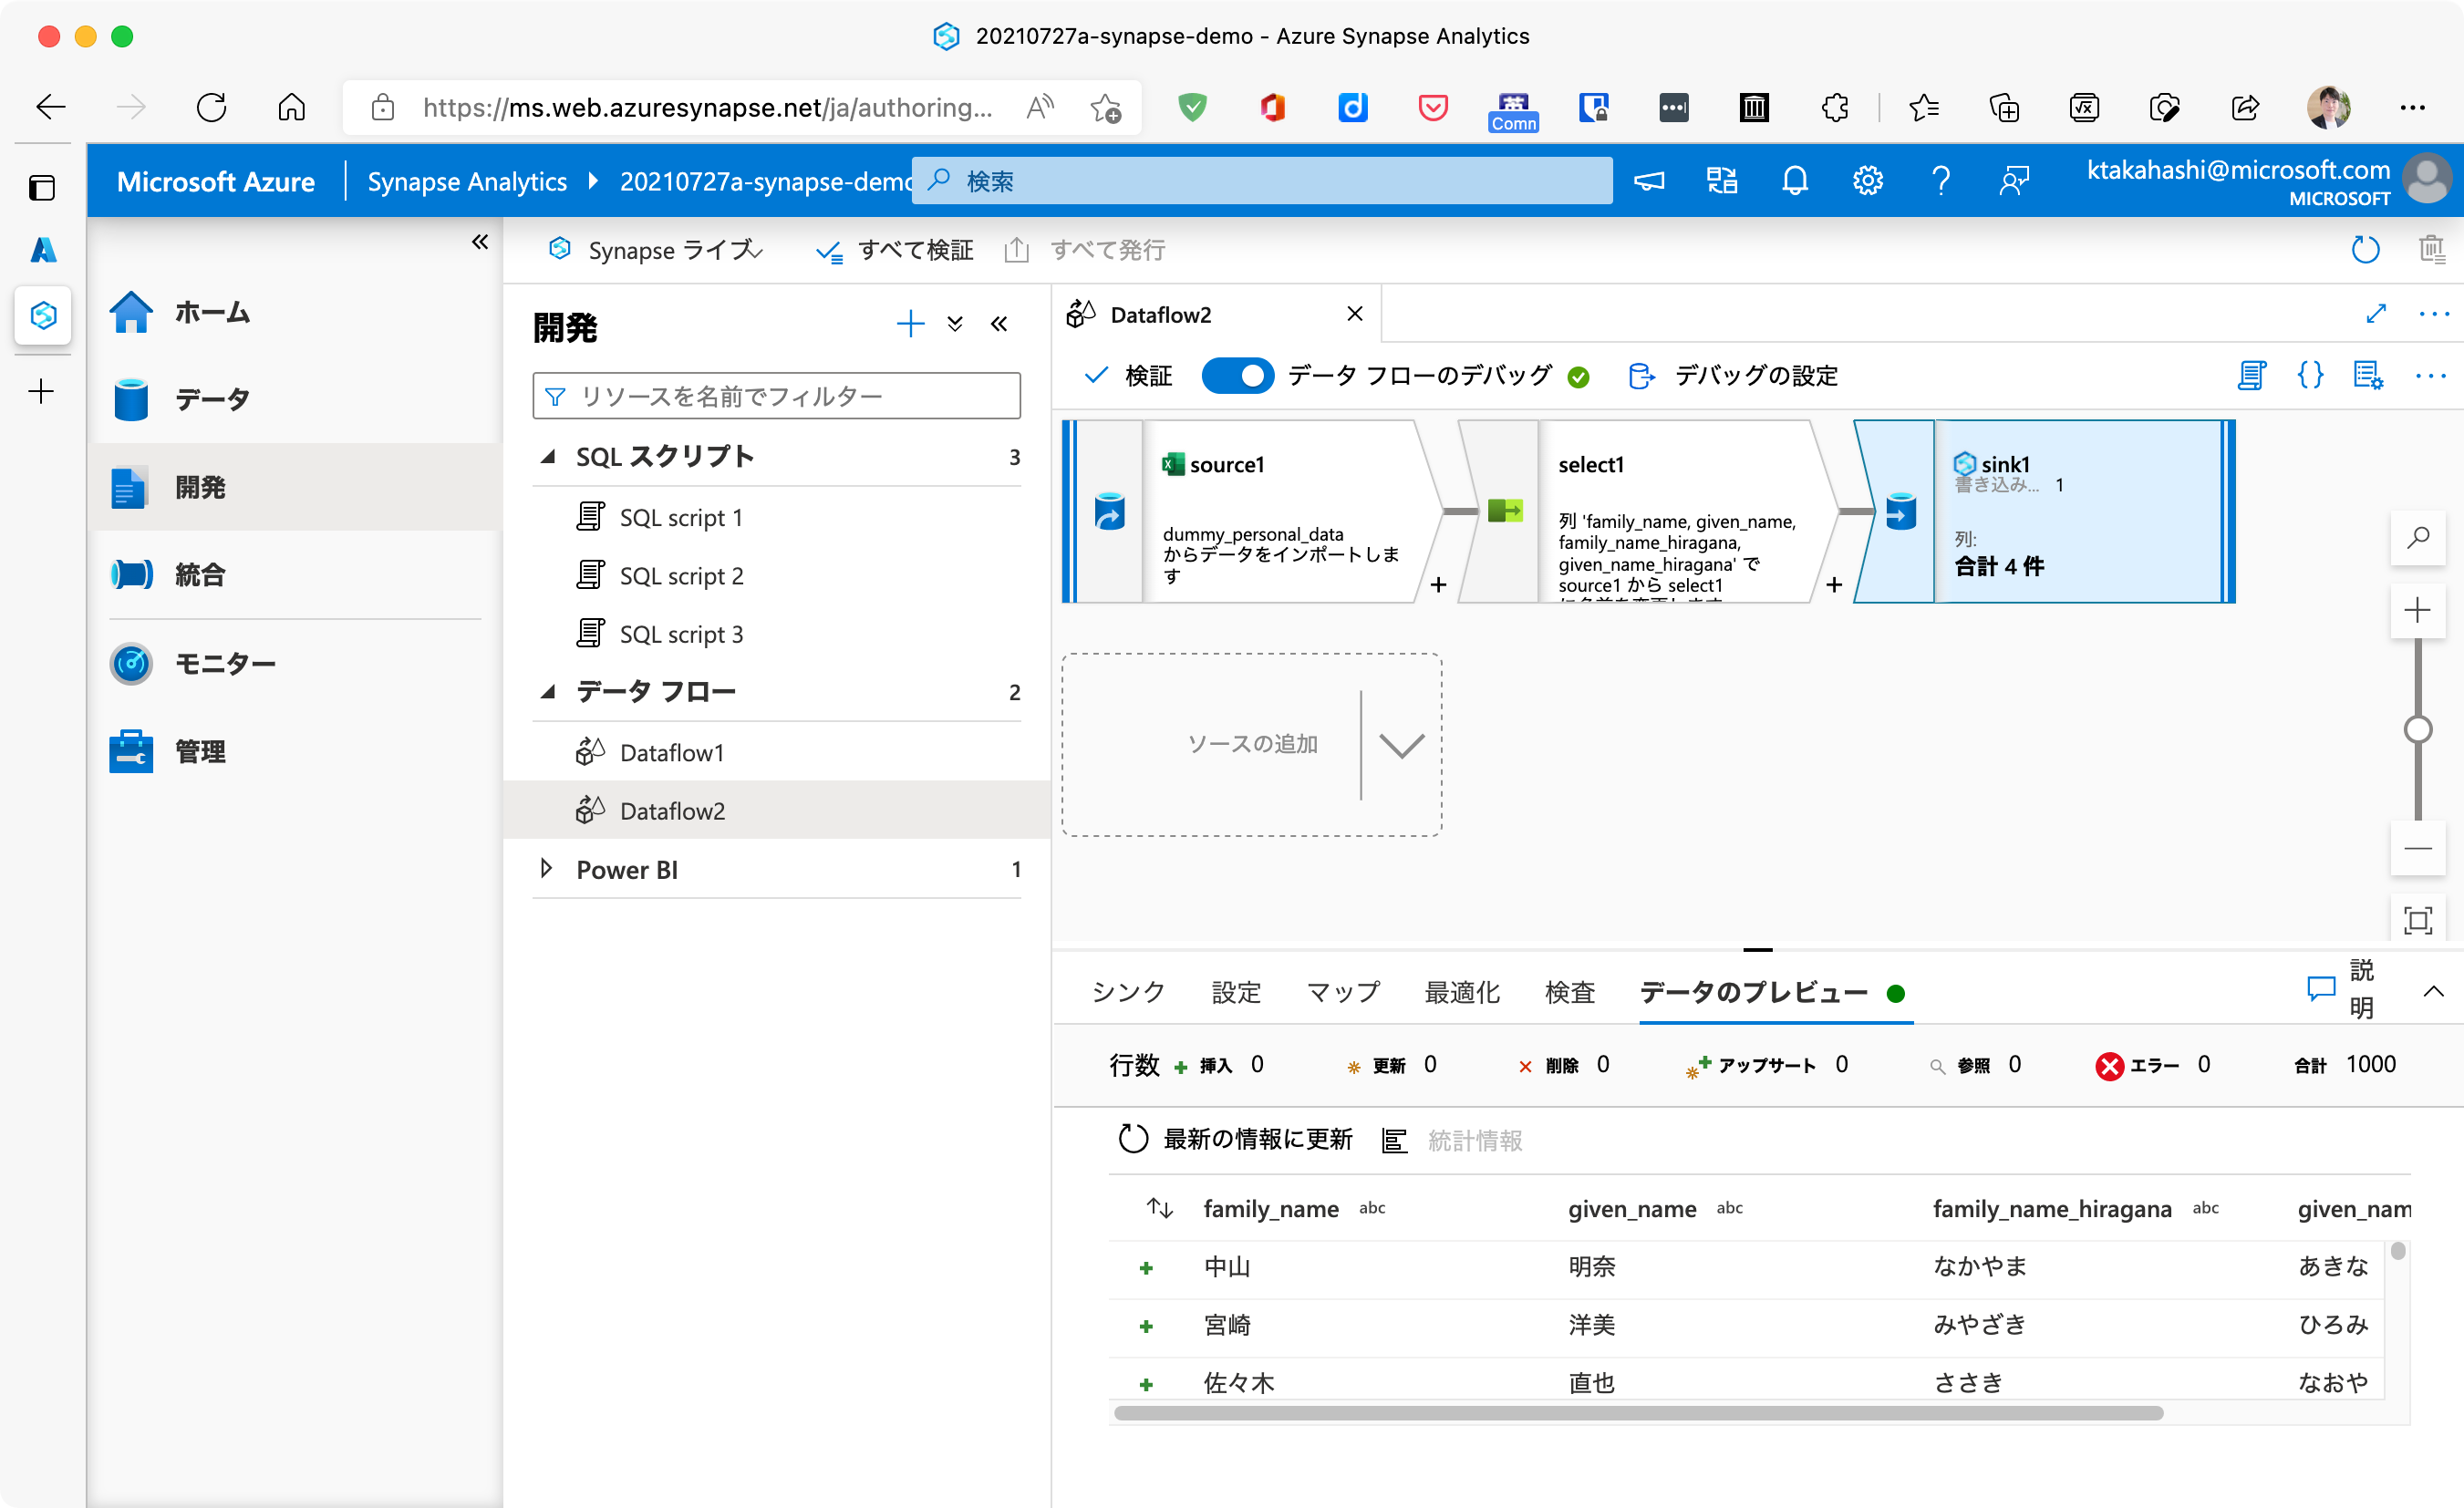 20210727a-synapse-demo - Azure Synapse Analytics
https://ms.web.azuresynapse.net/ja/authoring...
英
Comn
Microsoft Azure
Synapse Analytics
20210727a-synapse-demo
検索
ktakahashi@microsoft.com
MICROSOFT
Synapse ライブ
すべて検証
すべて発行
ホーム
データ
開発
統合
モニター
管理
開発
リソースを名前でフィルター
SQL スクリプト 3
SQL script 1
SQL script 2
SQL script 3
データ フロー 2
Dataflow1
Dataflow2
Power BI 1
Dataflow2
検証
データ フローのデバッグ
デバッグの設定
source1
dummy_personal_data
からデータをインポートしま
す
+
select1
列 'family_name, given_name,
family_name_hiragana,
given_name_hiragana' で
source1 から select1
に名前を変更します
+
sink1
書き込み... 1
列:
合計 4 件
ソースの追加
シンク
設定
マップ
最適化
検査
データのプレビュー
説
明
行数 挿入 0 更新 0 削除 0 アップサート 0 参照 0 エラー 0 合計 1000
最新の情報に更新
統計情報
family_name abc given_name abc family_name_hiragana abc given_nam
中山 明奈 なかやま あきな
宮崎 洋美 みやざき ひろみ
佐々木 直也 ささき なおや